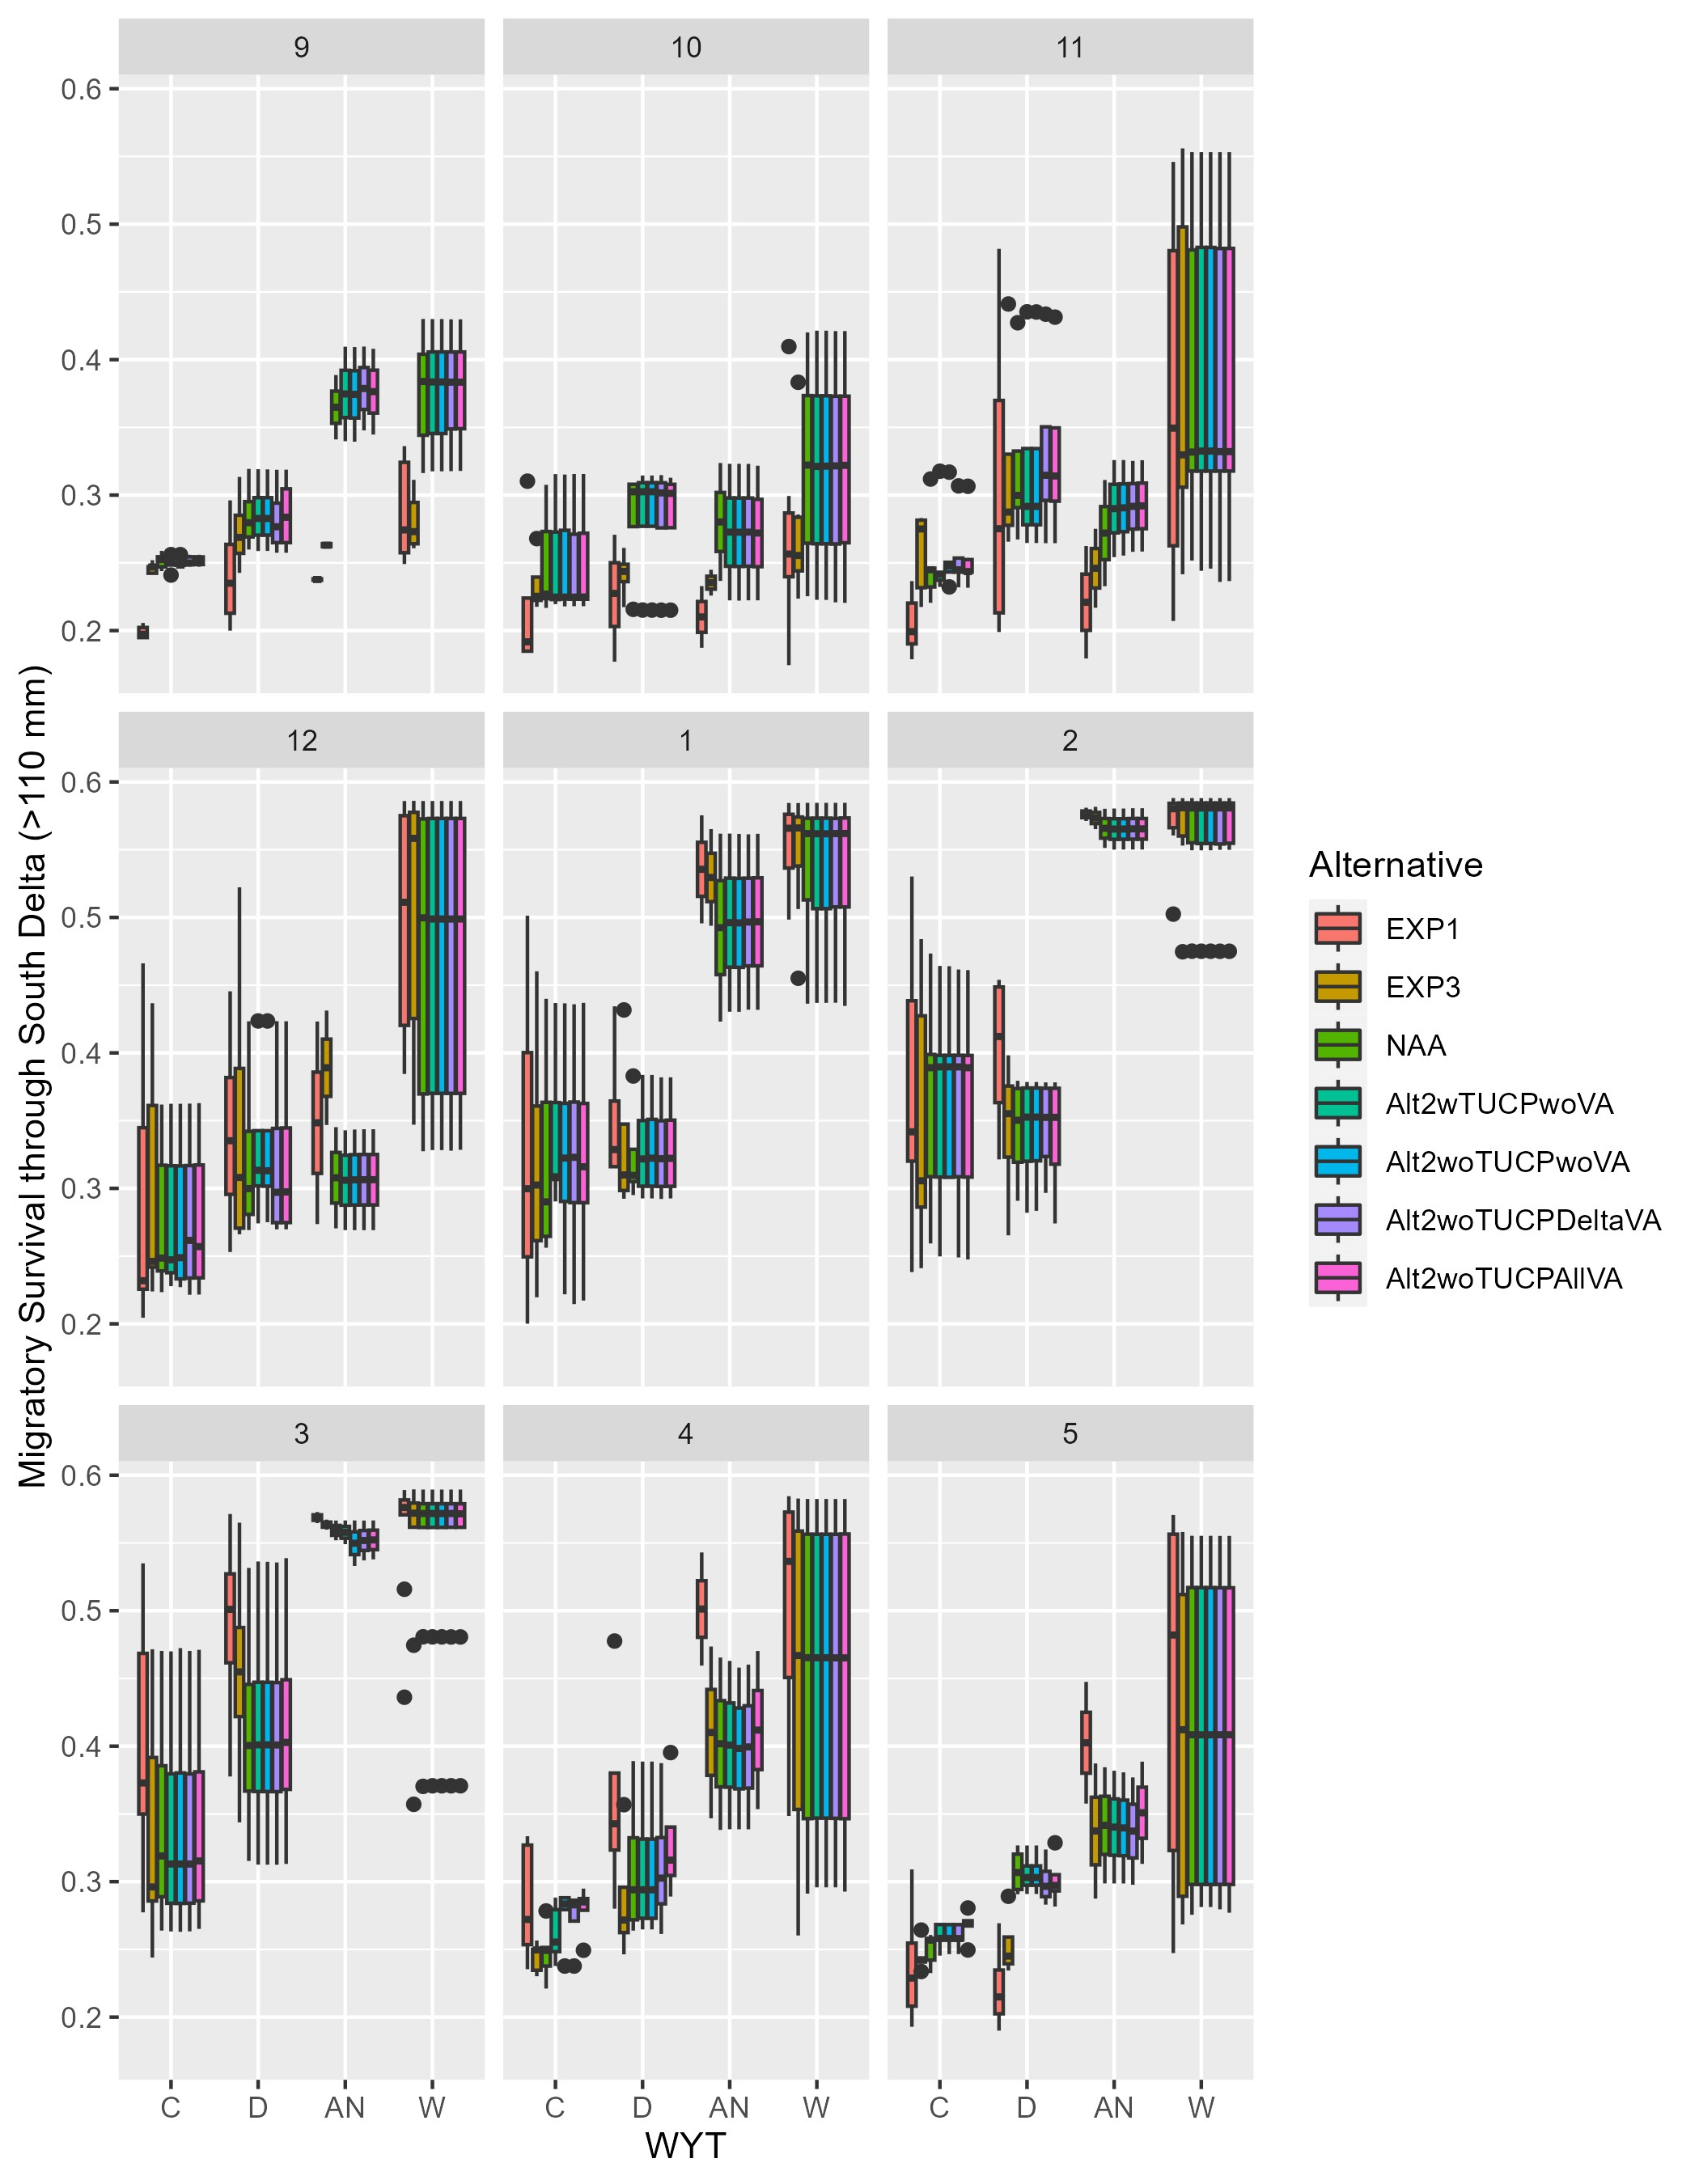 9 10 11
0.6
0.5
0.4
0.3
0.2
12 1 2
0.6
0.5
0.4
0.3
0.2
3 4 5
0.6
0.5
0.4
0.3
0.2
C D AN W C D AN W C D AN W
WYT
Migratory Survival through South Delta (>110 mm)
Alternative
EXP1
EXP3
NAA
Alt2wTUCPwoVA
Alt2woTUCPwoVA
Alt2woTUCPDeltaVA
Alt2woTUCPAllVA